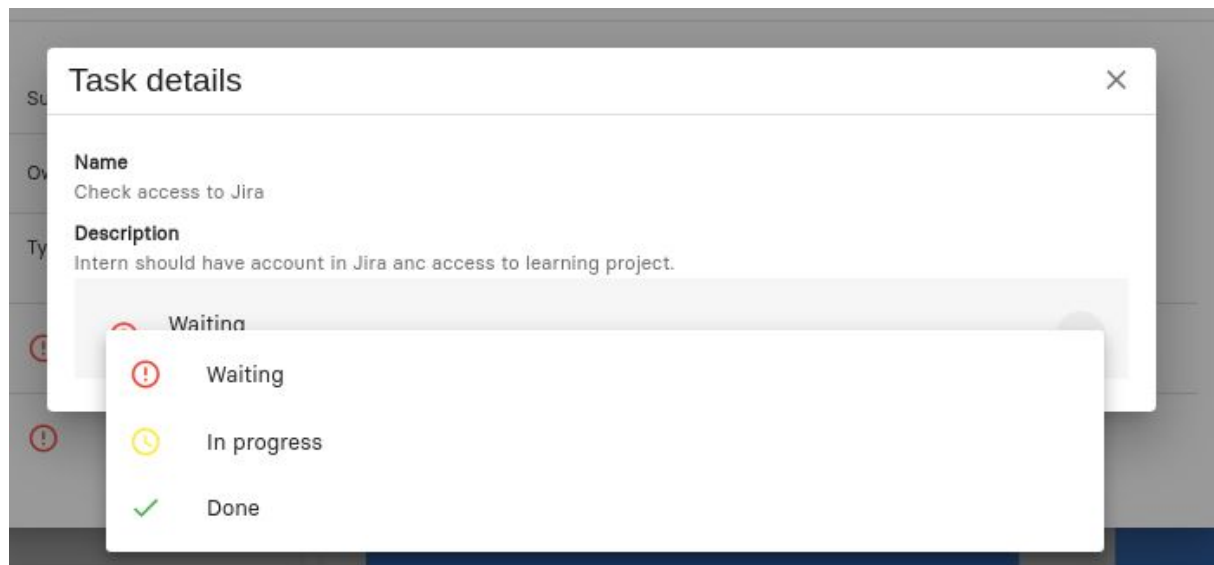 Task details
Name
Check access to Jira
Description
Intern should have account in Jira anc access to learning project.
Waiting
Waiting
In progress
Done